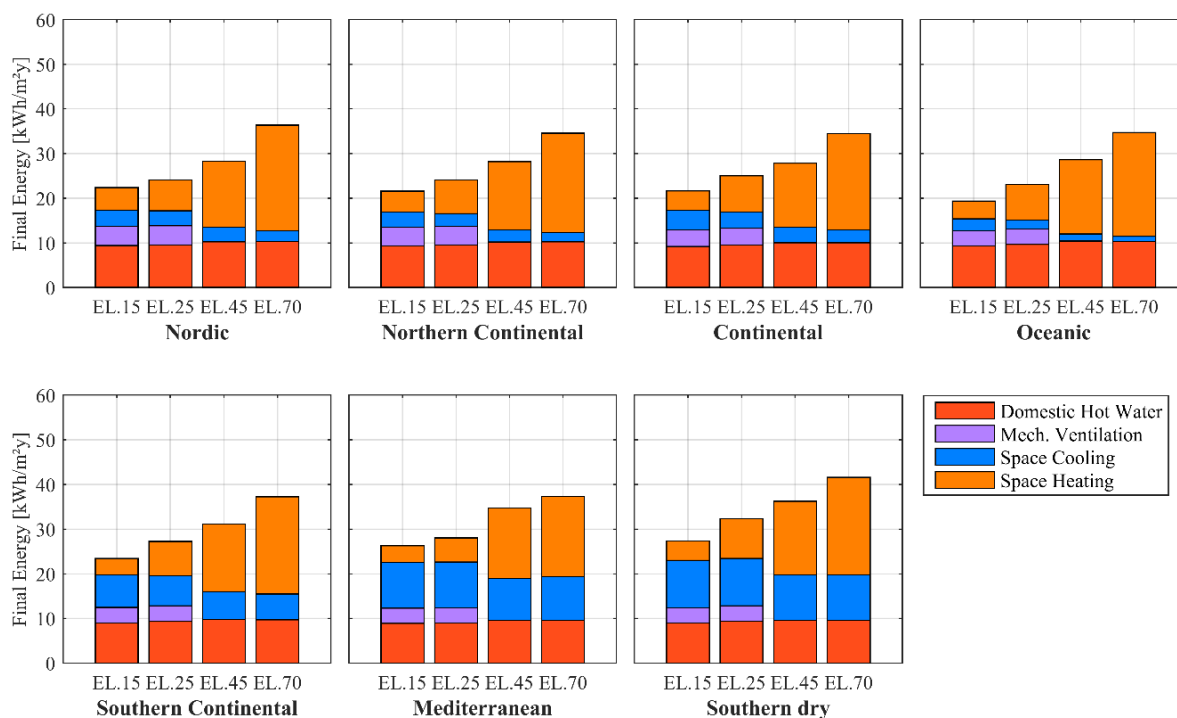 Final Energy [kWh/m²y]
60
50
40
30
20
10
0
EL.15 EL.25 EL.45 EL.70
Nordic
EL.15 EL.25 EL.45 EL.70
Northern Continental
EL.15 EL.25 EL.45 EL.70
Continental
EL.15 EL.25 EL.45 EL.70
Oceanic
Final Energy [kWh/m²y]
60
50
40
30
20
10
0
EL.15 EL.25 EL.45 EL.70
Southern Continental
EL.15 EL.25 EL.45 EL.70
Mediterranean
EL.15 EL.25 EL.45 EL.70
Southern dry
Domestic Hot Water
Mech. Ventilation
Space Cooling
Space Heating